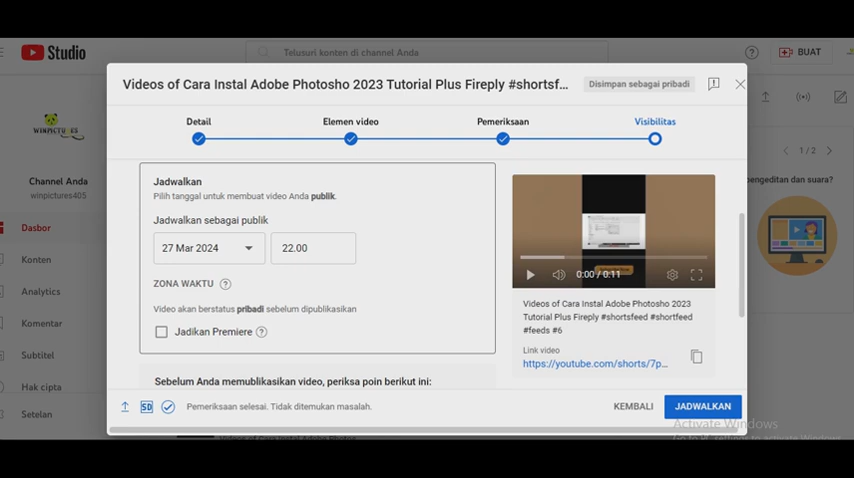 Studio
Telusuri konten di channel Anda
BUAT
Videos of Cara Instal Adobe Photosho 2023 Tutorial Plus Fireply #shortsf...
Disimpan sebagai pribadi
Detail
Elemen video
Pemeriksaan
Visibilitas
WINPICTURES
Channel Anda
winpictures405
Dasbor
Konten
Analytics
Komentar
Subtitel
Hak cipta
Setelan
Jadwalkan
Pilih tanggal untuk membuat video Anda publik.
Jadwalkan sebagai publik
27 Mar 2024
22.00
ZONA WAKTU
Video akan berstatus pribadi sebelum dipublikasikan
Jadikan Premiere
Sebelum Anda memublikasikan video, periksa poin berikut ini:
0:00 / 0:11
Videos of Cara Instal Adobe Photosho 2023
Tutorial Plus Fireply #shortsfeed #shortfeed
#feeds #6
Link video
https://youtube.com/shorts/7p...
1 / 2
pengeditan dan suara?
SD
Pemeriksaan selesai. Tidak ditemukan masalah.
KEMBALI
JADWALKAN
Activate Windows
settings to activate Windows